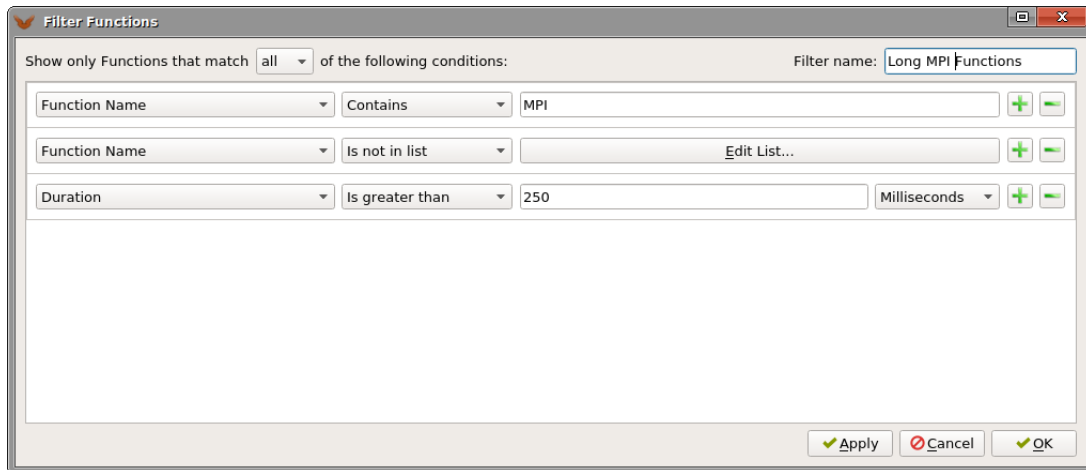 Filter Functions
Show only Functions that match all of the following conditions: Filter name: Long MPI Functions
Function Name Contains MPI
Function Name Is not in list Edit List...
Duration Is greater than 250 Milliseconds
Apply Cancel OK